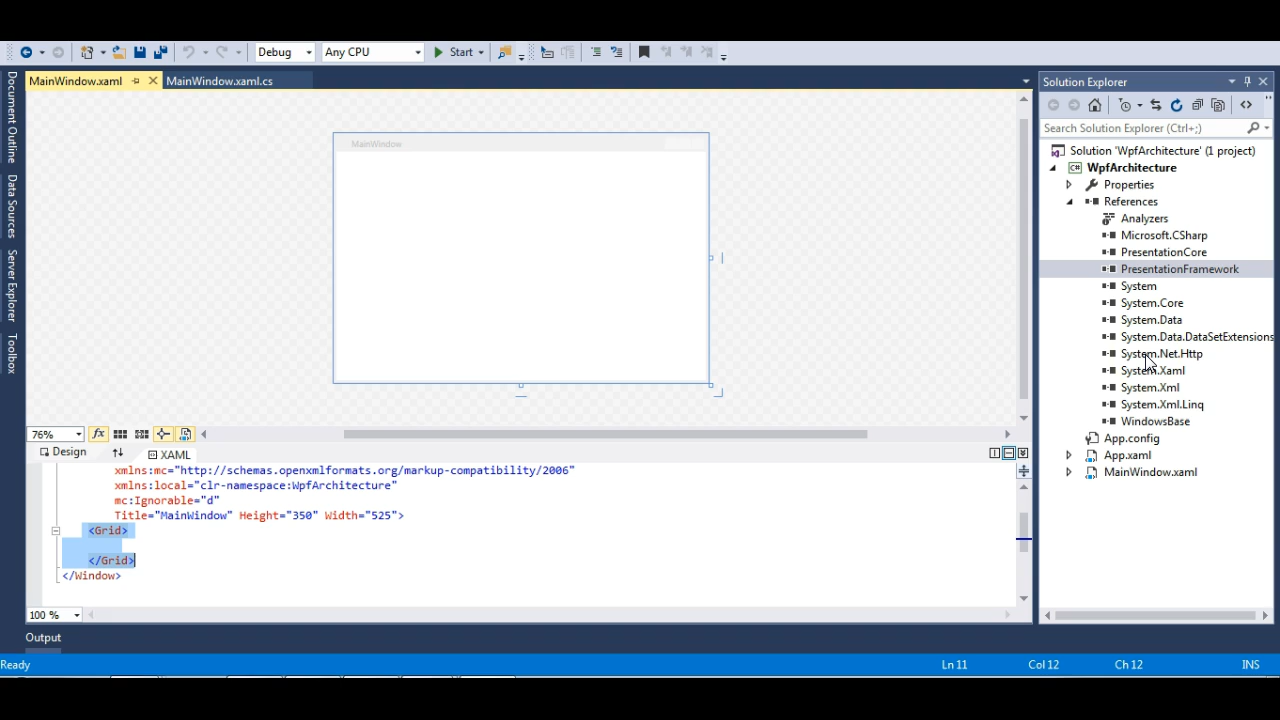 Debug
Any CPU
Start
MainWindow.xaml
MainWindow.xaml.cs
Document Outline
Data Sources
Server Explorer
Toolbox
MainWindow
76%
fx
Design
XAML
xmlns:mc="http://schemas.openxmlformats.org/markup-compatibility/2006"
xmlns:local="clr-namespace:WpfArchitecture"
mc:Ignorable="d"
Title="MainWindow" Height="350" Width="525">
<Grid>
</Grid>
</Window>
100 %
Output
Solution Explorer
Search Solution Explorer (Ctrl+;)
Solution 'WpfArchitecture' (1 project)
C# WpfArchitecture
Properties
References
Analyzers
Microsoft.CSharp
PresentationCore
PresentationFramework
System
System.Core
System.Data
System.Data.DataSetExtensions
System.Net.Http
System.Xaml
System.Xml
System.Xml.Linq
WindowsBase
App.config
App.xaml
MainWindow.xaml
Ready
Ln 11
Col 12
Ch 12
INS